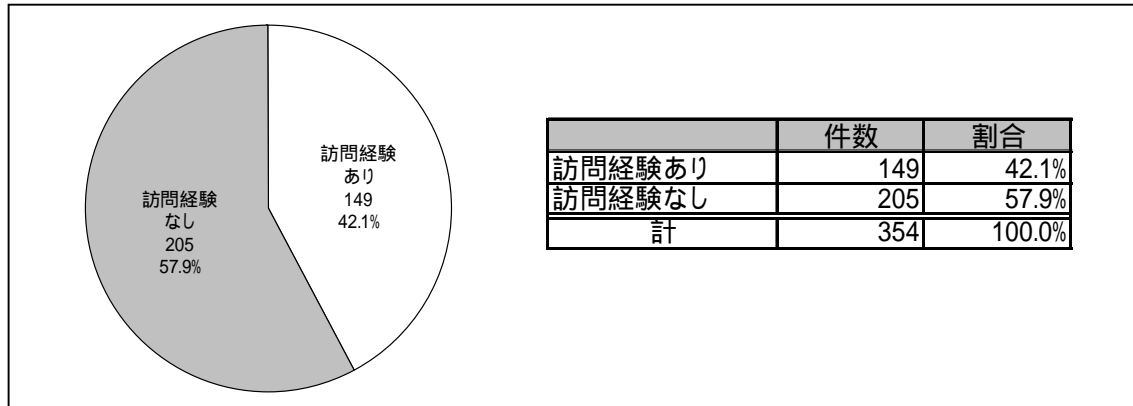 訪問経験
あり
149
42.1%
訪問経験
なし
205
57.9%
件数 割合
訪問経験あり 149 42.1%
訪問経験なし 205 57.9%
計 354 100.0%